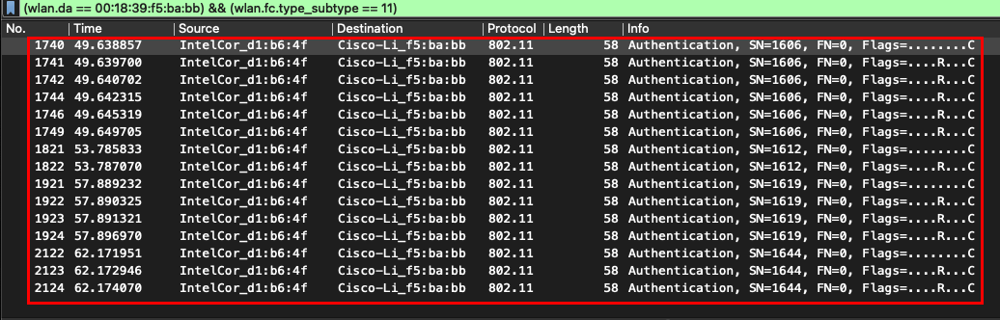 (wlan.da == 00:18:39:f5:ba:bb) && (wlan.fc.type_subtype == 11)
No. Time Source Destination Protocol Length Info
1740 49.638857 IntelCor_d1:b6:4f Cisco-Li_f5:ba:bb 802.11 58 Authentication, SN=1606, FN=0, Flags=........C
1741 49.639700 IntelCor_d1:b6:4f Cisco-Li_f5:ba:bb 802.11 58 Authentication, SN=1606, FN=0, Flags=....R...C
1742 49.640702 IntelCor_d1:b6:4f Cisco-Li_f5:ba:bb 802.11 58 Authentication, SN=1606, FN=0, Flags=....R...C
1744 49.642315 IntelCor_d1:b6:4f Cisco-Li_f5:ba:bb 802.11 58 Authentication, SN=1606, FN=0, Flags=....R...C
1746 49.645319 IntelCor_d1:b6:4f Cisco-Li_f5:ba:bb 802.11 58 Authentication, SN=1606, FN=0, Flags=....R...C
1749 49.649705 IntelCor_d1:b6:4f Cisco-Li_f5:ba:bb 802.11 58 Authentication, SN=1606, FN=0, Flags=....R...C
1821 53.785833 IntelCor_d1:b6:4f Cisco-Li_f5:ba:bb 802.11 58 Authentication, SN=1612, FN=0, Flags=........C
1822 53.787070 IntelCor_d1:b6:4f Cisco-Li_f5:ba:bb 802.11 58 Authentication, SN=1612, FN=0, Flags=....R...C
1921 57.889232 IntelCor_d1:b6:4f Cisco-Li_f5:ba:bb 802.11 58 Authentication, SN=1619, FN=0, Flags=........C
1922 57.890325 IntelCor_d1:b6:4f Cisco-Li_f5:ba:bb 802.11 58 Authentication, SN=1619, FN=0, Flags=....R...C
1923 57.891321 IntelCor_d1:b6:4f Cisco-Li_f5:ba:bb 802.11 58 Authentication, SN=1619, FN=0, Flags=....R...C
1924 57.896970 IntelCor_d1:b6:4f Cisco-Li_f5:ba:bb 802.11 58 Authentication, SN=1619, FN=0, Flags=....R...C
2122 62.171951 IntelCor_d1:b6:4f Cisco-Li_f5:ba:bb 802.11 58 Authentication, SN=1644, FN=0, Flags=........C
2123 62.172946 IntelCor_d1:b6:4f Cisco-Li_f5:ba:bb 802.11 58 Authentication, SN=1644, FN=0, Flags=....R...C
2124 62.174070 IntelCor_d1:b6:4f Cisco-Li_f5:ba:bb 802.11 58 Authentication, SN=1644, FN=0, Flags=....R...C